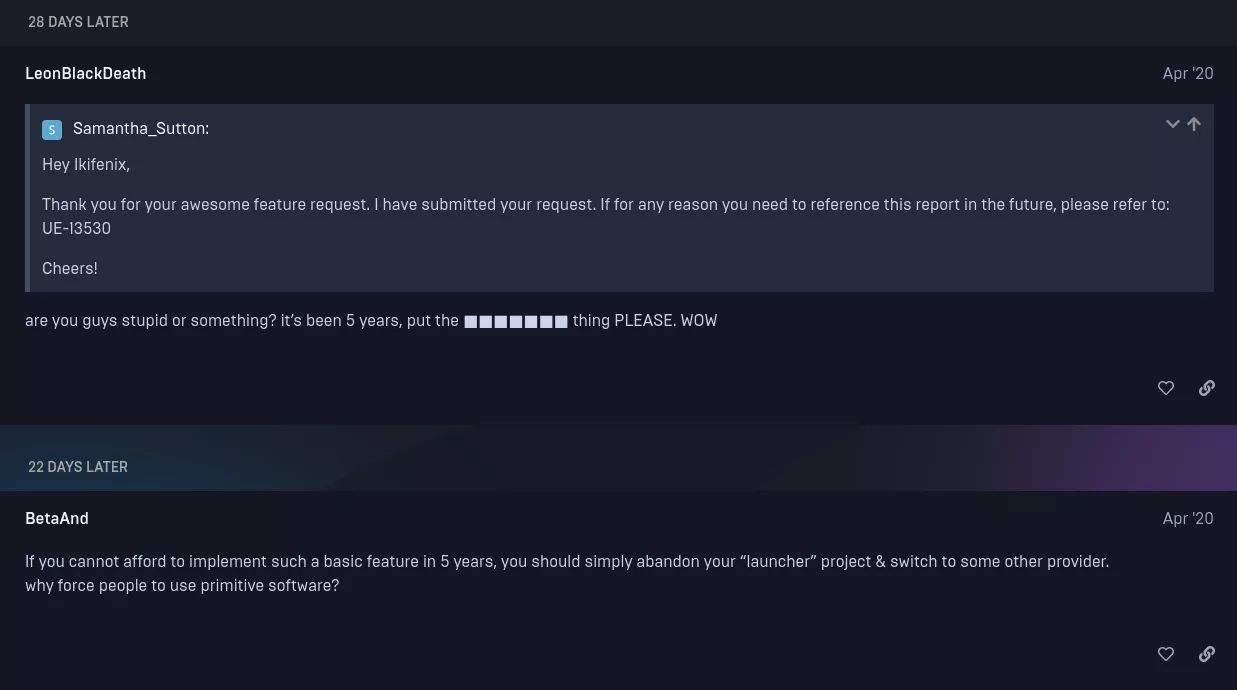 28 DAYS LATER
LeonBlackDeath
Apr '20
S
Samantha_Sutton:
Hey Ikifenix,
Thank you for your awesome feature request. I have submitted your request. If for any reason you need to reference this report in the future, please refer to:
UE-13530
Cheers!
are you guys stupid or something? it’s been 5 years, put the ■■■■■■■ thing PLEASE. WOW
22 DAYS LATER
BetaAnd
Apr '20
If you cannot afford to implement such a basic feature in 5 years, you should simply abandon your “launcher” project & switch to some other provider.
why force people to use primitive software?